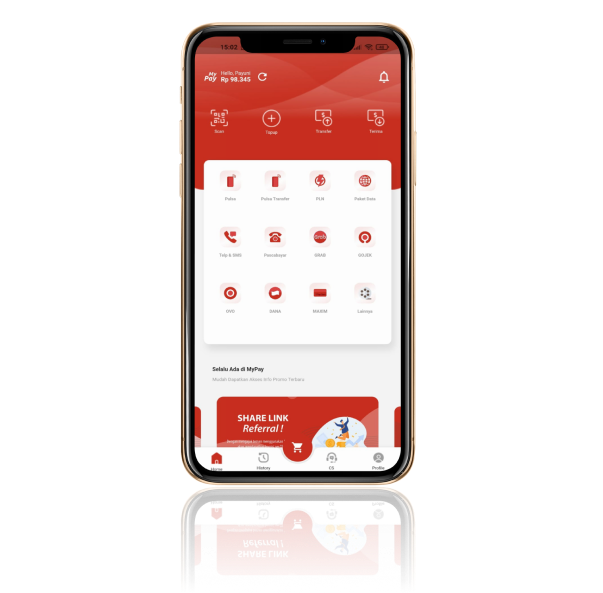 15:02
My Pay
Hello, Payuni
Rp 98.345
Scan
Topup
Transfer
Terima
Pulsa
Pulsa Transfer
PLN
Paket Data
Telp & SMS
Pascabayar
GRAB
GOJEK
OVO
DANA
MAXIM
Lainnya
Selalu Ada di MyPay
Mudah Dapatkan Akses Info Promo Terbaru
SHARE LINK
Referral !
Home
History
CS
Profile